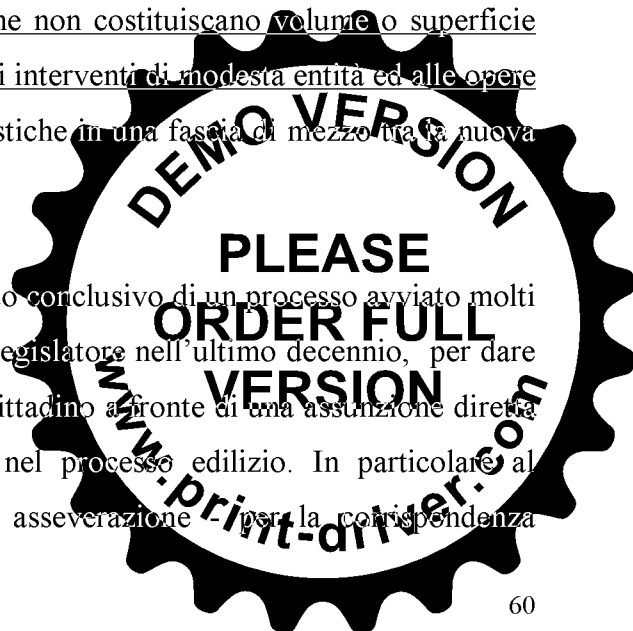 ne non costituiscano volume o superficie
i interventi di modesta entità ed alle opere
stiche in una fascia di mezzo tra la nuova
DEMO VERSION
PLEASE
ORDER FULL
VERSION
www.print-driver.com
o conclusivo di un processo avviato molti
egislatore nell'ultimo decennio, per dare
ittadino a fronte di una assunzione diretta
nel processo edilizio. In particolare al
asseverazione - per la corrispondenza
60